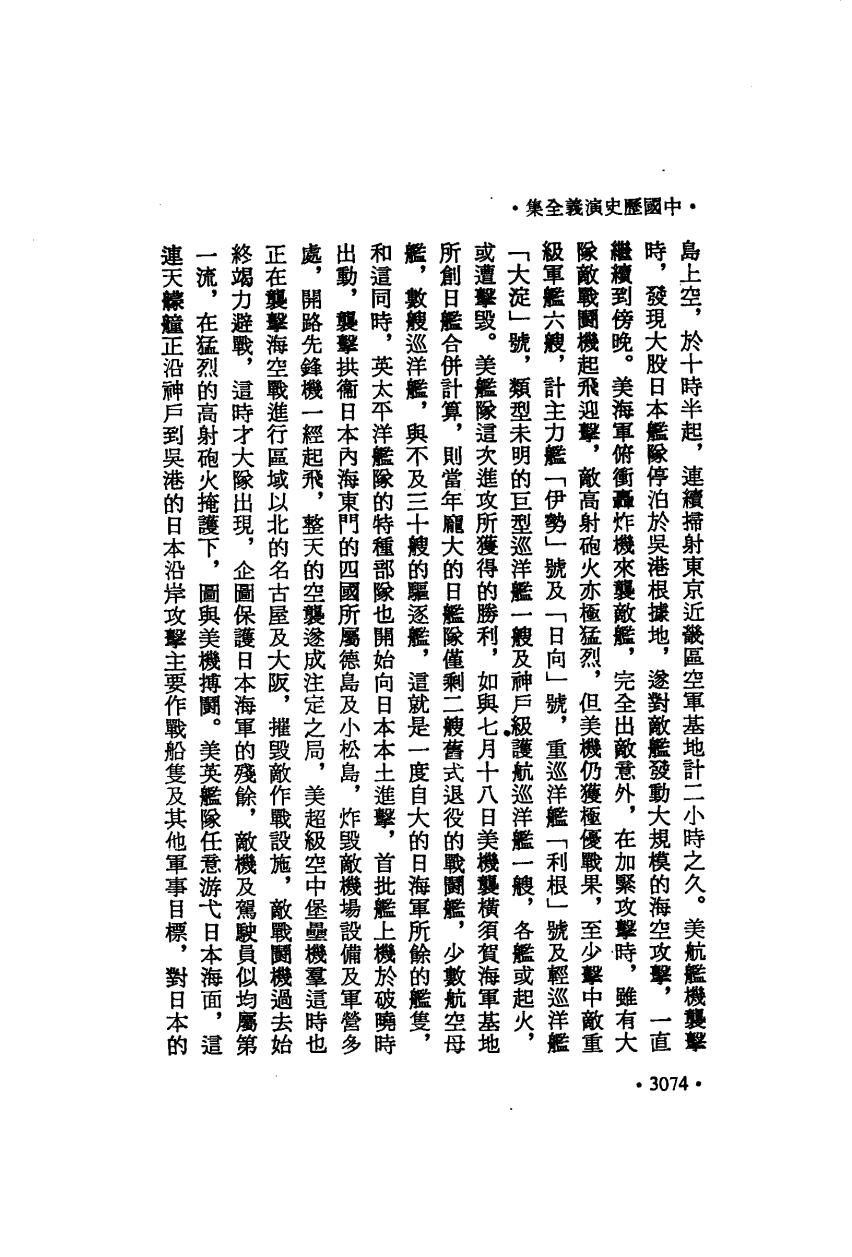 •中國歷史演義全集•
島上空，於十時半起，連續掃射東京近畿區空軍基地計二小時之久。美航艦機襲擊
時，發現大股日本艦隊停泊於吳港根據地，遂對敵艦發動大規模的海空攻擊，一直
繼續到傍晚。美海軍俯衝轟炸機來襲敵艦，完全出敵意外，在加緊攻擊時，雖有大
隊敵戰鬪機起飛迎擊，敵高射砲火亦極猛烈，但美機仍獲極優戰果，至少擊中敵重
級軍艦六艘，計主力艦「伊勢」號及「日向」號，重巡洋艦「利根」號及輕巡洋艦
「大淀」號，類型未明的巨型巡洋艦一艘及神戶級護航巡洋艦一艘，各艦或起火，
或遭擊毀。美艦隊這次進攻所獲得的勝利，如與七月十八日美機襲橫須賀海軍基地
所創日艦合併計算，則當年龐大的日艦隊僅剩二艘舊式退役的戰鬪艦，少數航空母
艦，數艘巡洋艦，與不及三十艘的驅逐艦，這就是一度自大的日海軍所餘的艦隻，
和這同時，英太平洋艦隊的特種部隊也開始向日本本土進擊，首批艦上機於破曉時
出動，襲擊拱衞日本內海東門的四國所屬德島及小松島，炸毀敵機場設備及軍營多
處，開路先鋒機一經起飛，整天的空襲遂成注定之局，美超級空中堡壘機羣這時也
正在襲擊海空戰進行區域以北的名古屋及大阪，摧毀敵作戰設施，敵戰鬪機過去始
終竭力避戰，這時才大隊出現，企圖保護日本海軍的殘餘，敵機及駕駛員似均屬第
一流，在猛烈的高射砲火掩護下，圖與美機搏鬪。美英艦隊任意游弋日本海面，這
連天艨艟正沿神戶到吳港的日本沿岸攻擊主要作戰船隻及其他軍事目標，對日本的
•3074•